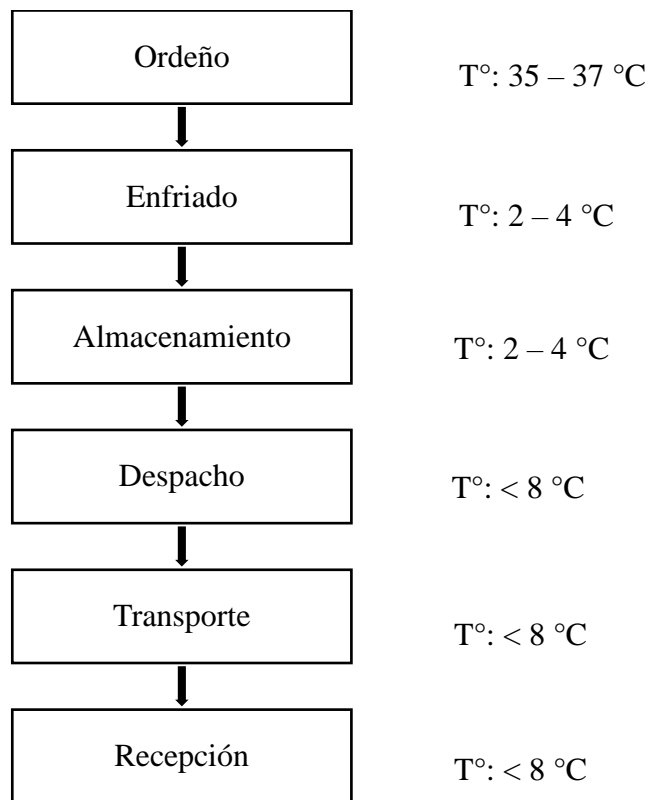 Ordeño
T°: 35 – 37 °C
Enfriado
T°: 2 – 4 °C
Almacenamiento
T°: 2 – 4 °C
Despacho
T°: < 8 °C
Transporte
T°: < 8 °C
Recepción
T°: < 8 °C